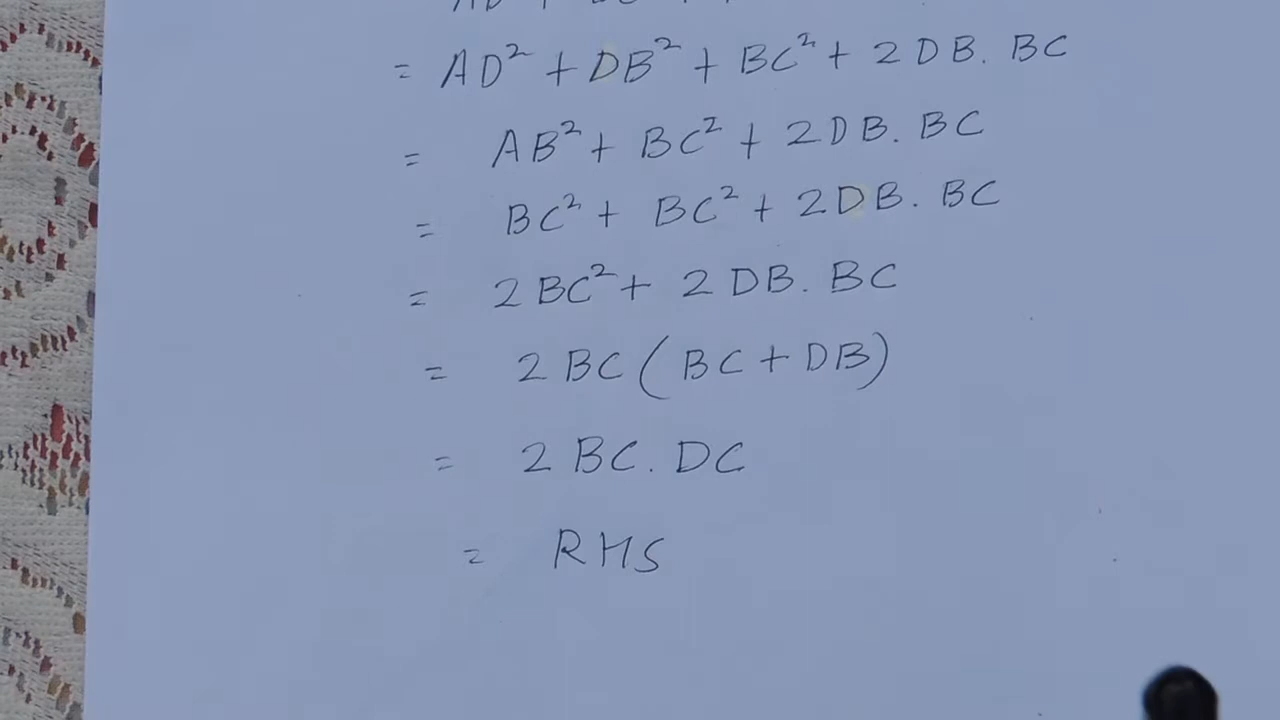 = AD² + DB² + BC² + 2DB. BC
= AB² + BC² + 2DB. BC
= BC² + BC² + 2DB. BC
= 2BC² + 2DB. BC
= 2BC(BC+DB)
= 2BC. DC
= RHS